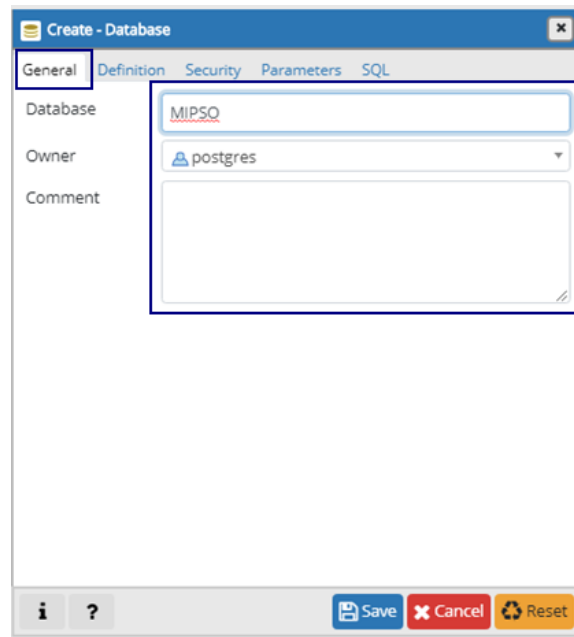 Create - Database
General Definition Security Parameters SQL
Database MIPSO
Owner postgres
Comment
i ? Save Cancel Reset